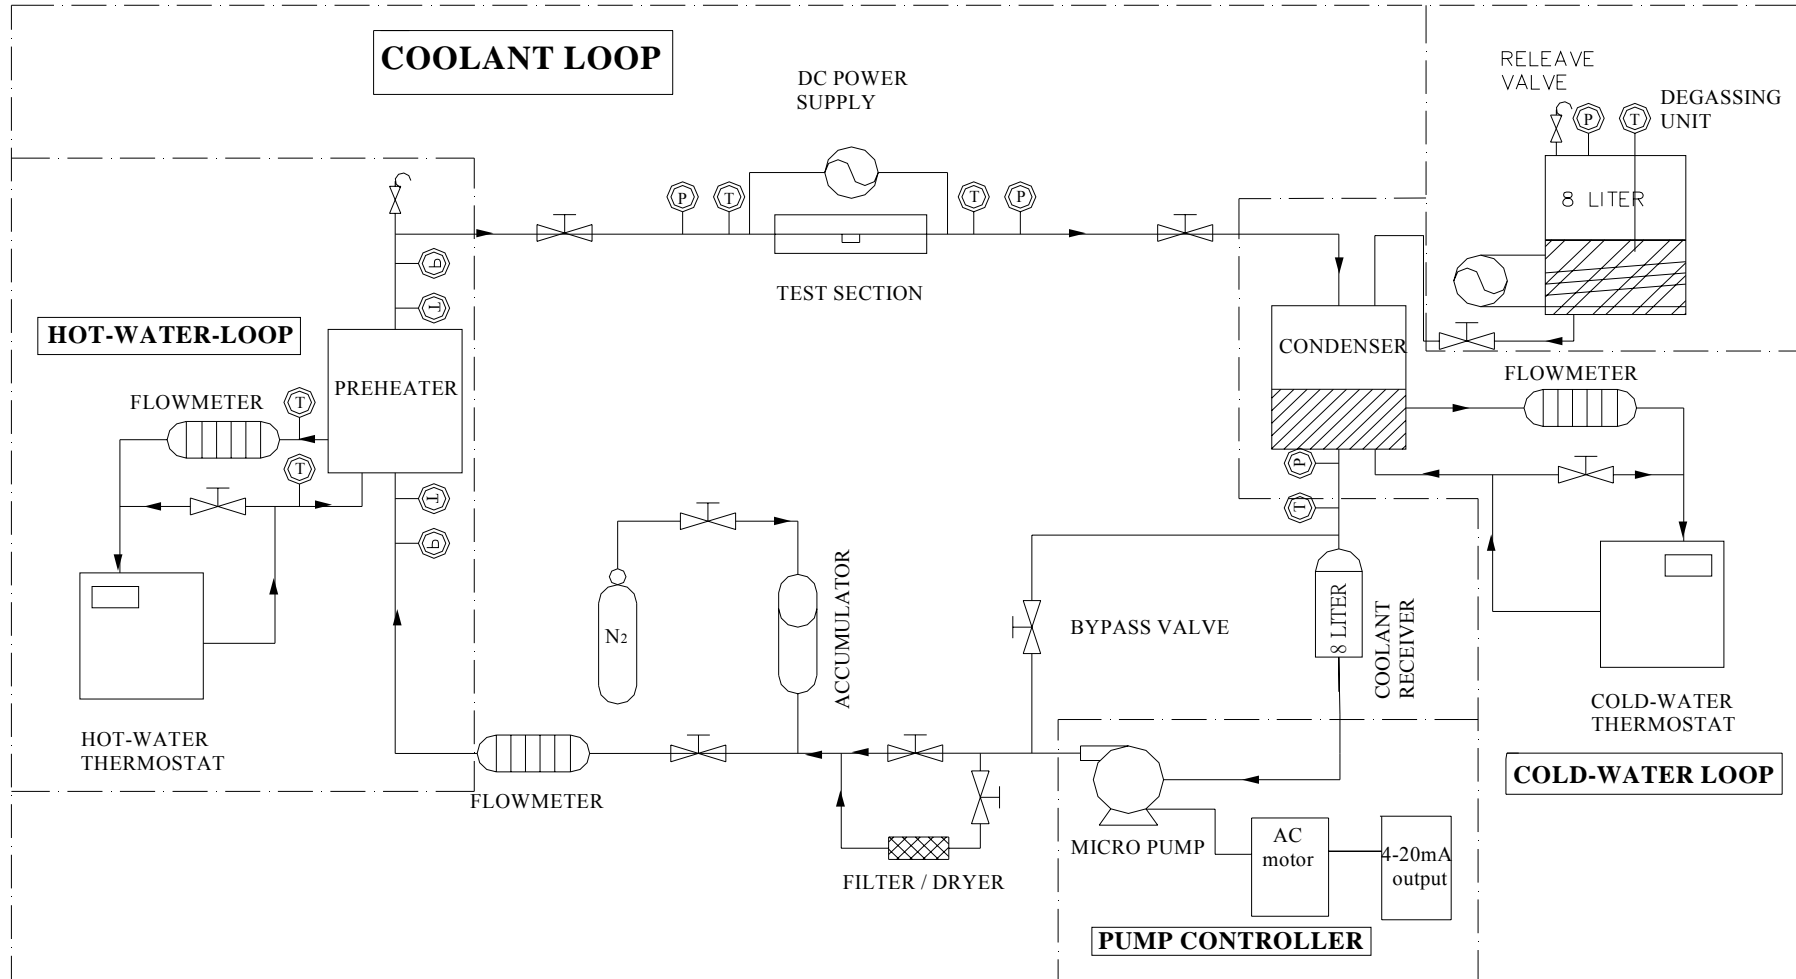 COOLANT LOOP
DC POWER
SUPPLY
RELEAVE
VALVE
DEGASSING
UNIT
P
T
8 LITER
P
T
T
P
TEST SECTION
P
T
HOT-WATER-LOOP
PREHEATER
CONDENSER
FLOWMETER
T
FLOWMETER
T
T
P
P
T
N2
ACCUMULATOR
BYPASS VALVE
8 LITER
COOLANT
RECEIVER
COLD-WATER
THERMOSTAT
HOT-WATER
THERMOSTAT
COLD-WATER LOOP
FLOWMETER
MICRO PUMP
AC
motor
4-20mA
output
FILTER / DRYER
PUMP CONTROLLER